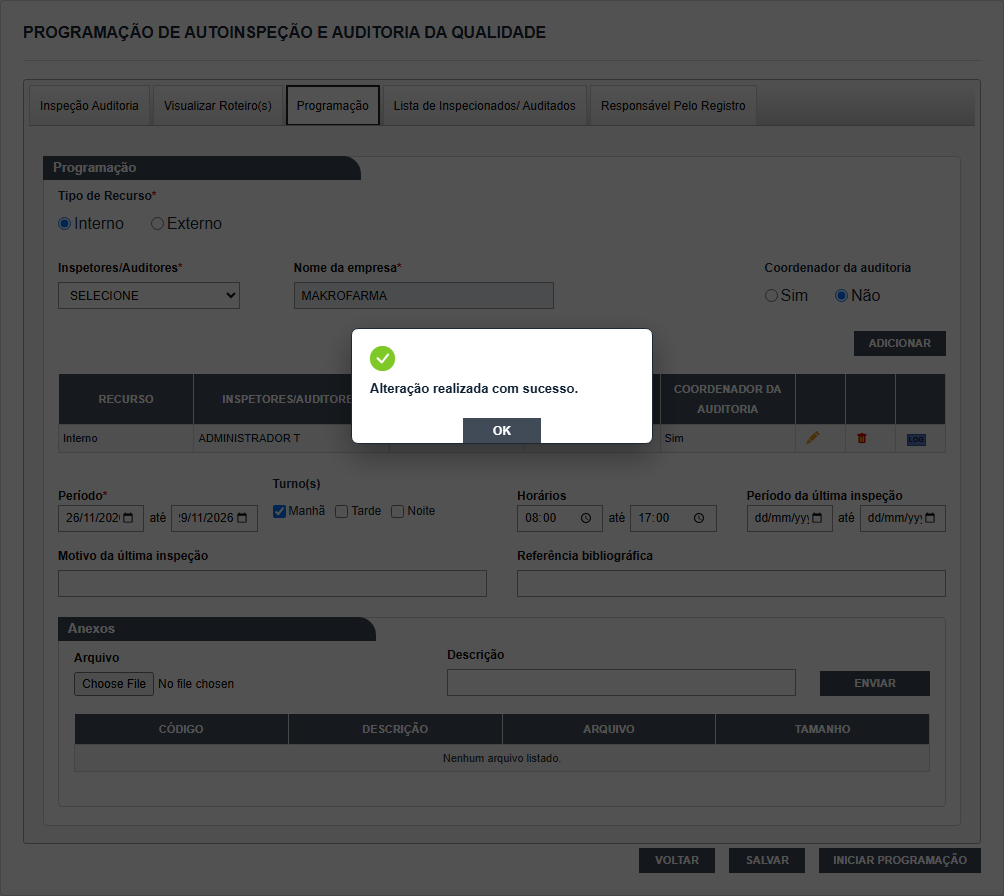 PROGRAMAÇÃO DE AUTOINSPEÇÃO E AUDITORIA DA QUALIDADE
Inspeção Auditoria Visualizar Roteiro(s) Programação Lista de Inspecionados/ Auditados Responsável Pelo Registro
Programação
Tipo de Recurso*
Interno Externo
Inspetores/Auditores* Nome da empresa* Coordenador da auditoria
SELECIONE MAKROFARMA Sim Não
ADICIONAR
Alteração realizada com sucesso.
OK
RECURSO INSPETORES/AUDITORE COORDENADOR DA
AUDITORIA
Interno ADMINISTRADOR T Sim LOG
Período* Turno(s) Horários Período da última inspeção
26/11/202 até 9/11/2026 Manhã Tarde Noite 08:00 até 17:00 dd/mm/yy até dd/mm/yy
Motivo da última inspeção Referência bibliográfica
Anexos
Arquivo Descrição
Choose File No file chosen ENVIAR
CÓDIGO DESCRIÇÃO ARQUIVO TAMANHO
Nenhum arquivo listado.
VOLTAR SALVAR INICIAR PROGRAMAÇÃO